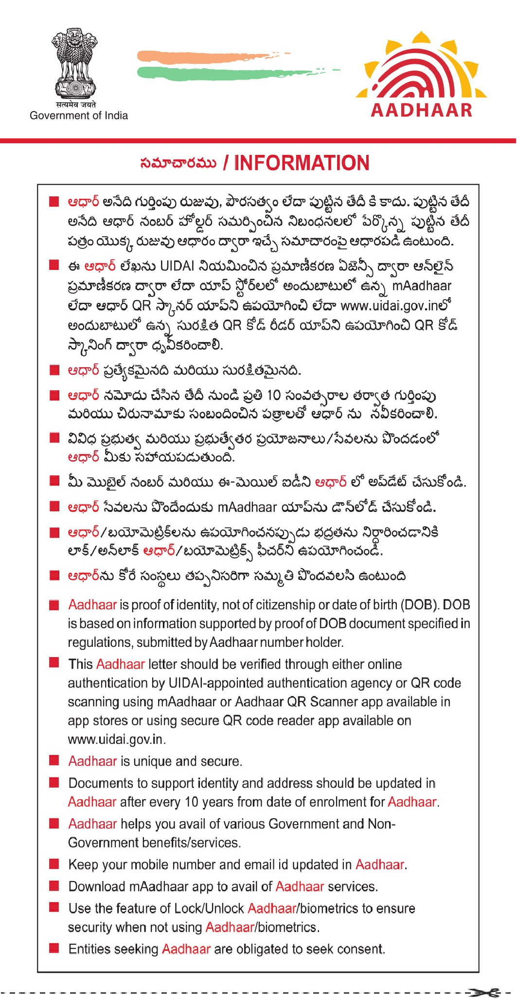 सत्यमेव जयते
Government of India
AADHAAR
సమాచారము / INFORMATION
ఆధార్ అనేది గుర్తింపు రుజువు, పౌరసత్వం లేదా పుట్టిన తేదీ కి కాదు. పుట్టిన తేదీ
అనేది ఆధార్ నంబర్ హోల్డర్ సమర్పించిన నిబంధనలలో పేర్కొన్న పుట్టిన తేదీ
పత్రం యొక్క రుజువు ఆధారం ద్వారా ఇచ్చే సమాచారంపై ఆధారపడి ఉంటుంది.
ఈ ఆధార్ లేఖను UIDAI నియమించిన ప్రమాణీకరణ ఏజెన్సీ ద్వారా ఆన్‌లైన్
ప్రమాణీకరణ ద్వారా లేదా యాప్ స్టోర్‌లలో అందుబాటులో ఉన్న mAadhaar
లేదా ఆధార్ QR స్కానర్ యాప్‌ని ఉపయోగించి లేదా www.uidai.gov.inలో
అందుబాటులో ఉన్న సురక్షిత QR కోడ్ రీడర్ యాప్‌ని ఉపయోగించి QR కోడ్
స్కానింగ్ ద్వారా ధృవీకరించాలి.
ఆధార్ ప్రత్యేకమైనది మరియు సురక్షితమైనది.
ఆధార్ నమోదు చేసిన తేదీ నుండి ప్రతి 10 సంవత్సరాల తర్వాత గుర్తింపు
మరియు చిరునామాకు సంబందించిన పత్రాలతో ఆధార్ ను నవీకరించాలి.
వివిధ ప్రభుత్వ మరియు ప్రభుత్వేతర ప్రయోజనాలు/సేవలను పొందడంలో
ఆధార్ మీకు సహాయపడుతుంది.
మీ మొబైల్ నంబర్ మరియు ఈ-మెయిల్ ఐడీని ఆధార్ లో అప్‌డేట్ చేసుకోండి.
ఆధార్ సేవలను పొందేందుకు mAadhaar యాప్‌ను డౌన్‌లోడ్ చేసుకోండి.
ఆధార్/బయోమెట్రిక్‌లను ఉపయోగించనప్పుడు భద్రతను నిర్ధారించడానికి
లాక్/అన్‌లాక్ ఆధార్/బయోమెట్రిక్స్ ఫీచర్‌ని ఉపయోగించండి.
ఆధార్‌ను కోరే సంస్థలు తప్పనిసరిగా సమ్మతి పొందవలసి ఉంటుంది
Aadhaar is proof of identity, not of citizenship or date of birth (DOB). DOB
is based on information supported by proof of DOB document specified in
regulations, submitted by Aadhaar number holder.
This Aadhaar letter should be verified through either online
authentication by UIDAI-appointed authentication agency or QR code
scanning using mAadhaar or Aadhaar QR Scanner app available in
app stores or using secure QR code reader app available on
www.uidai.gov.in.
Aadhaar is unique and secure.
Documents to support identity and address should be updated in
Aadhaar after every 10 years from date of enrolment for Aadhaar.
Aadhaar helps you avail of various Government and Non-
Government benefits/services.
Keep your mobile number and email id updated in Aadhaar.
Download mAadhaar app to avail of Aadhaar services.
Use the feature of Lock/Unlock Aadhaar/biometrics to ensure
security when not using Aadhaar/biometrics.
Entities seeking Aadhaar are obligated to seek consent.